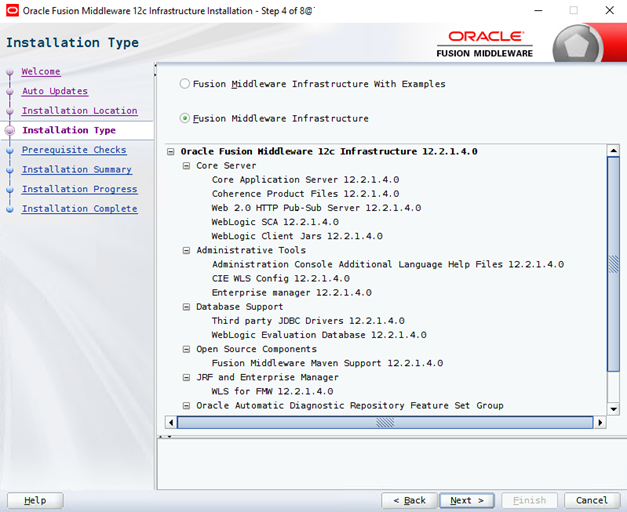 Oracle Fusion Middleware 12c Infrastructure Installation - Step 4 of 8@`
Installation Type
ORACLE
FUSION MIDDLEWARE
Welcome
Auto Updates
Installation Location
Installation Type
Prerequisite Checks
Installation Summary
Installation Progress
Installation Complete
Fusion Middleware Infrastructure With Examples
Fusion Middleware Infrastructure
Oracle Fusion Middleware 12c Infrastructure 12.2.1.4.0
Core Server
Core Application Server 12.2.1.4.0
Coherence Product Files 12.2.1.4.0
Web 2.0 HTTP Pub-Sub Server 12.2.1.4.0
WebLogic SCA 12.2.1.4.0
WebLogic Client Jars 12.2.1.4.0
Administrative Tools
Administration Console Additional Language Help Files 12.2.1.4.0
CIE WLS Config 12.2.1.4.0
Enterprise manager 12.2.1.4.0
Database Support
Third party JDBC Drivers 12.2.1.4.0
WebLogic Evaluation Database 12.2.1.4.0
Open Source Components
Fusion Middleware Maven Support 12.2.1.4.0
JRF and Enterprise Manager
WLS for FMW 12.2.1.4.0
Oracle Automatic Diagnostic Repository Feature Set Group
Help
< Back
Next >
Finish
Cancel